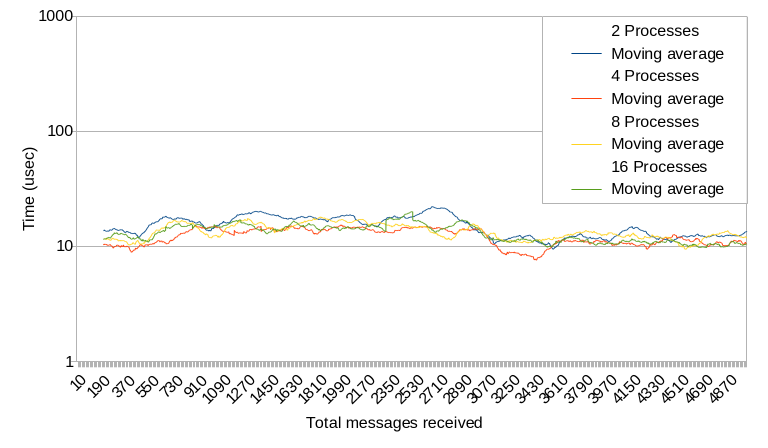 1000
100
10
1
Time (usec)
2 Processes
Moving average
4 Processes
Moving average
8 Processes
Moving average
16 Processes
Moving average
10 190 370 550 730 910 1090 1270 1450 1630 1810 1990 2170 2350 2530 2710 2890 3070 3250 3430 3610 3790 3970 4150 4330 4510 4690 4870
Total messages received